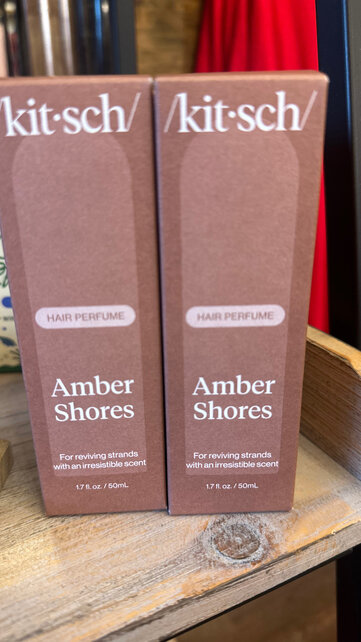 /kit·sch/
HAIR PERFUME
Amber
Shores
For reviving strands
with an irresistible scent
1.7 fl. oz. / 50mL
/kit·sch/
HAIR PERFUME
Amber
Shores
For reviving strands
with an irresistible scent
1.7 fl. oz. / 50mL